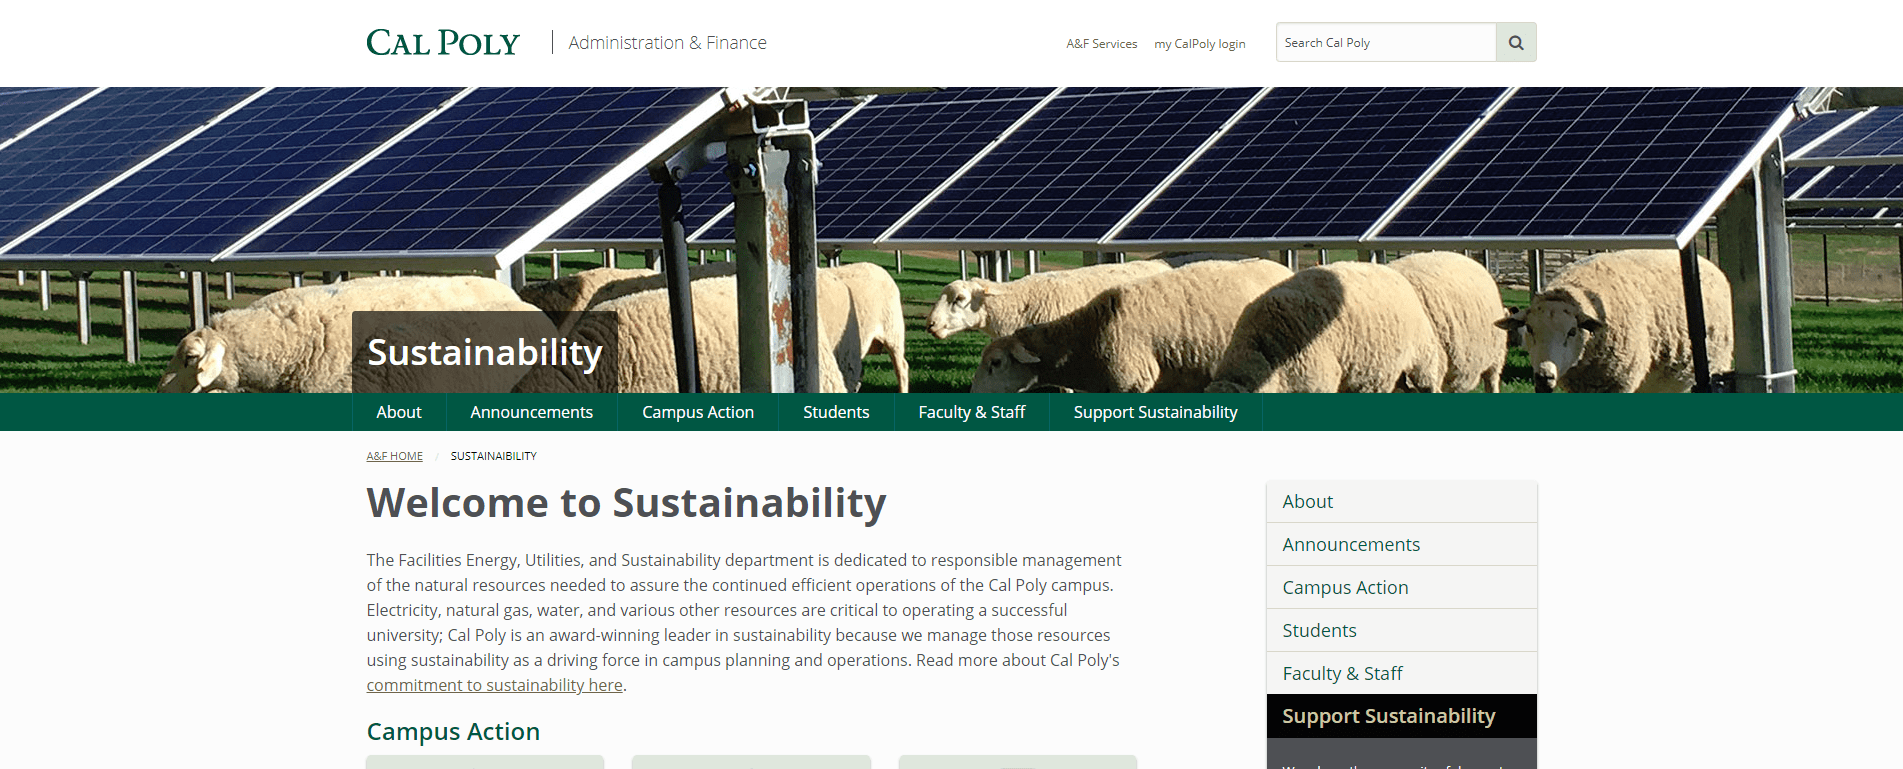 CAL POLY
Administration & Finance
A&F Services
my CalPoly login
Search Cal Poly
Sustainability
About
Announcements
Campus Action
Students
Faculty & Staff
Support Sustainability
A&F HOME / SUSTAINAIBILITY
Welcome to Sustainability
The Facilities Energy, Utilities, and Sustainability department is dedicated to responsible management
of the natural resources needed to assure the continued efficient operations of the Cal Poly campus.
Electricity, natural gas, water, and various other resources are critical to operating a successful
university; Cal Poly is an award-winning leader in sustainability because we manage those resources
using sustainability as a driving force in campus planning and operations. Read more about Cal Poly's
commitment to sustainability here.
Campus Action
About
Announcements
Campus Action
Students
Faculty & Staff
Support Sustainability